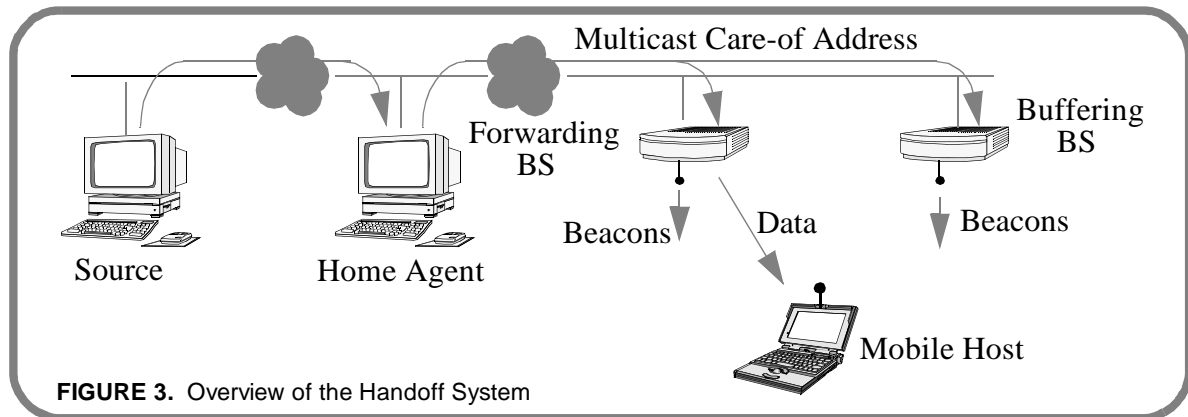 Multicast Care-of Address
Forwarding
BS
Buffering
BS
Beacons
Data
Beacons
Source
Home Agent
Mobile Host
FIGURE 3. Overview of the Handoff System